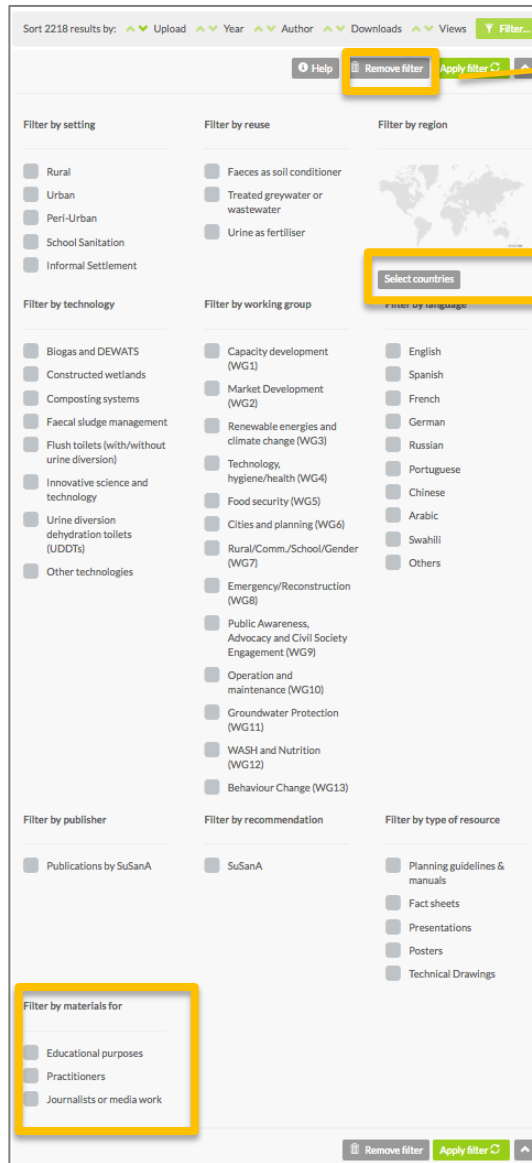 Sort 2218 results by: Upload Year Author Downloads Views Filter...
Help Remove filter Apply filter
Filter by setting
Rural
Urban
Peri-Urban
School Sanitation
Informal Settlement
Filter by reuse
Faeces as soil conditioner
Treated greywater or
wastewater
Urine as fertiliser
Filter by region
Select countries
Filter by technology
Biogas and DEWATS
Constructed wetlands
Composting systems
Faecal sludge management
Flush toilets (with/without
urine diversion)
Innovative science and
technology
Urine diversion
dehydration toilets
(UDDTs)
Other technologies
Filter by working group
Capacity development
(WG1)
Market Development
(WG2)
Renewable energies and
climate change (WG3)
Technology,
hygiene/health (WG4)
Food security (WG5)
Cities and planning (WG6)
Rural/Comm./School/Gender
(WG7)
Emergency/Reconstruction
(WG8)
Public Awareness,
Advocacy and Civil Society
Engagement (WG9)
Operation and
maintenance (WG10)
Groundwater Protection
(WG11)
WASH and Nutrition
(WG12)
Behaviour Change (WG13)
Filter by language
English
Spanish
French
German
Russian
Portuguese
Chinese
Arabic
Swahili
Others
Filter by publisher
Publications by SuSanA
Filter by recommendation
SuSanA
Filter by type of resource
Planning guidelines &
manuals
Fact sheets
Presentations
Posters
Technical Drawings
Filter by materials for
Educational purposes
Practitioners
Journalists or media work
Remove filter Apply filter